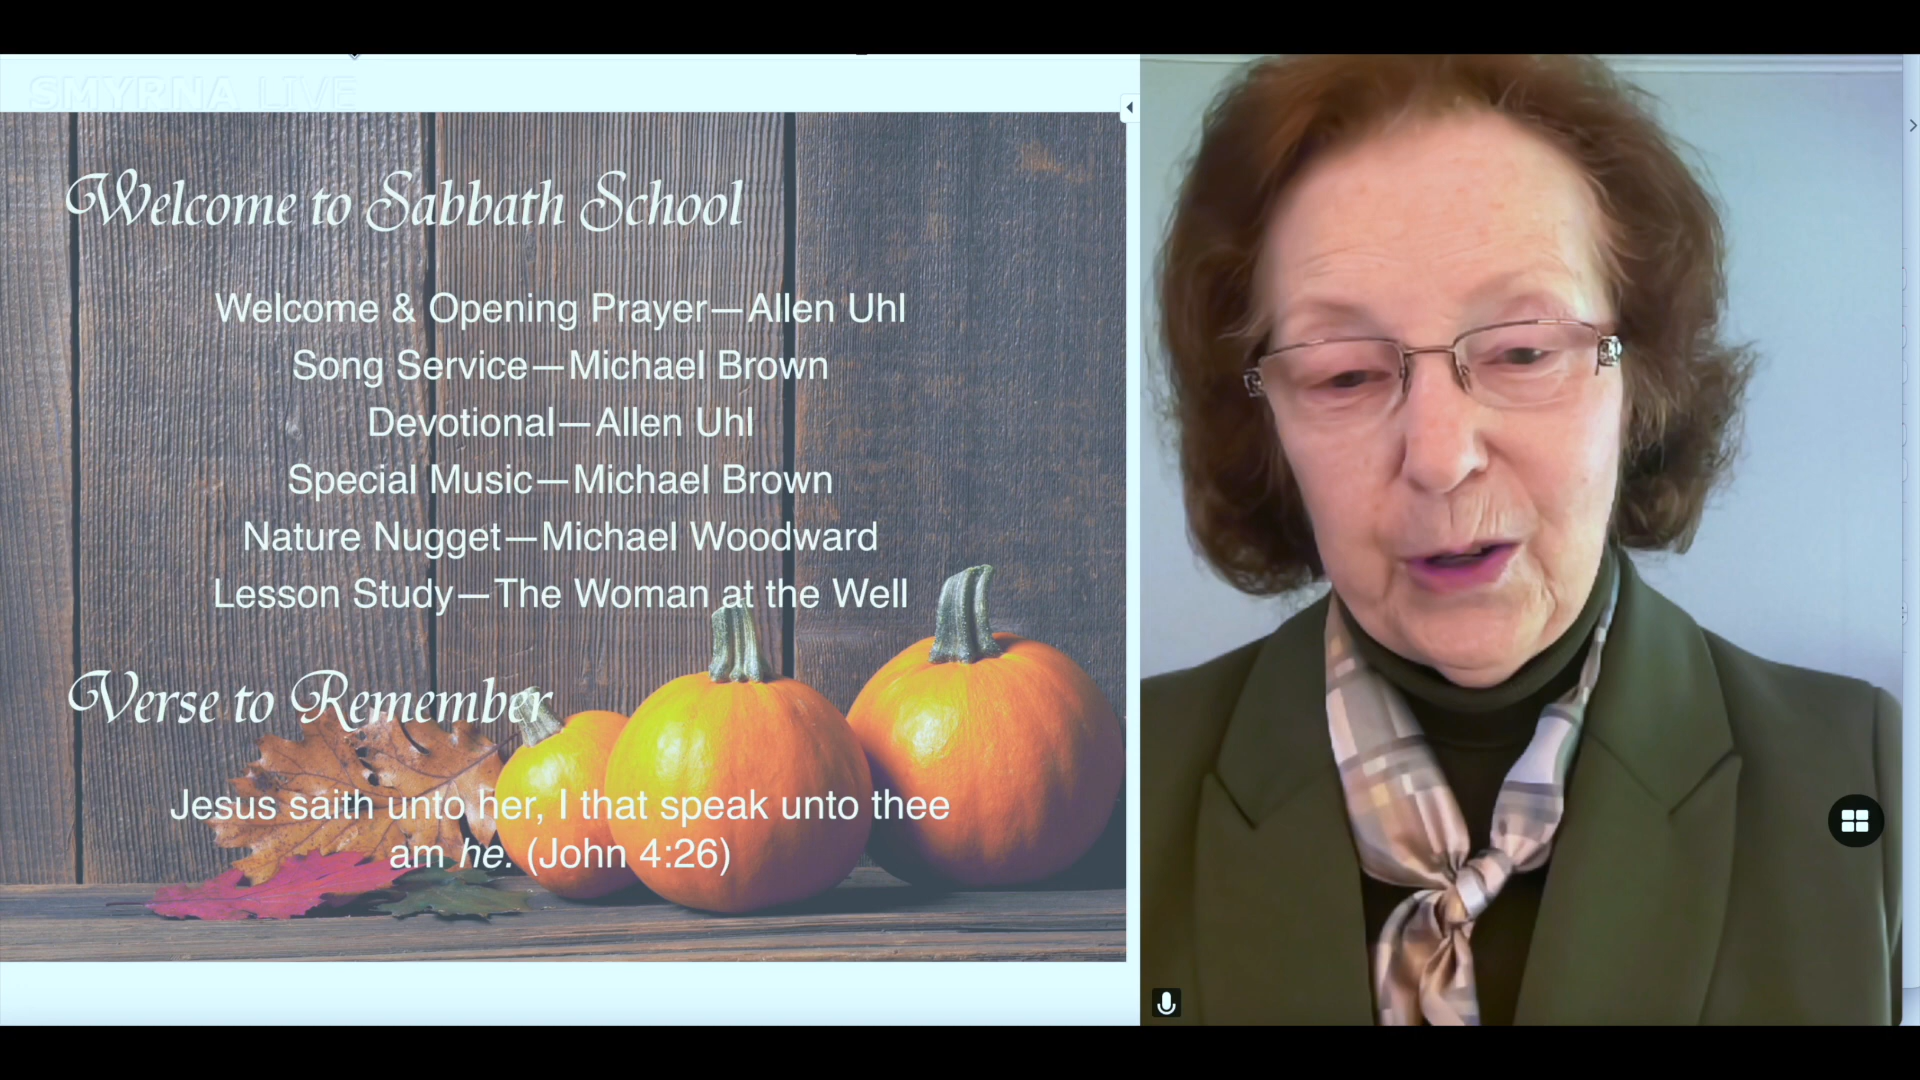 SMYRNA LIVE
Welcome to Sabbath School
Welcome & Opening Prayer—Allen Uhl
Song Service—Michael Brown
Devotional—Allen Uhl
Special Music—Michael Brown
Nature Nugget—Michael Woodward
Lesson Study—The Woman at the Well
Verse to Remember
Jesus saith unto her, I that speak unto thee
am he. (John 4:26)